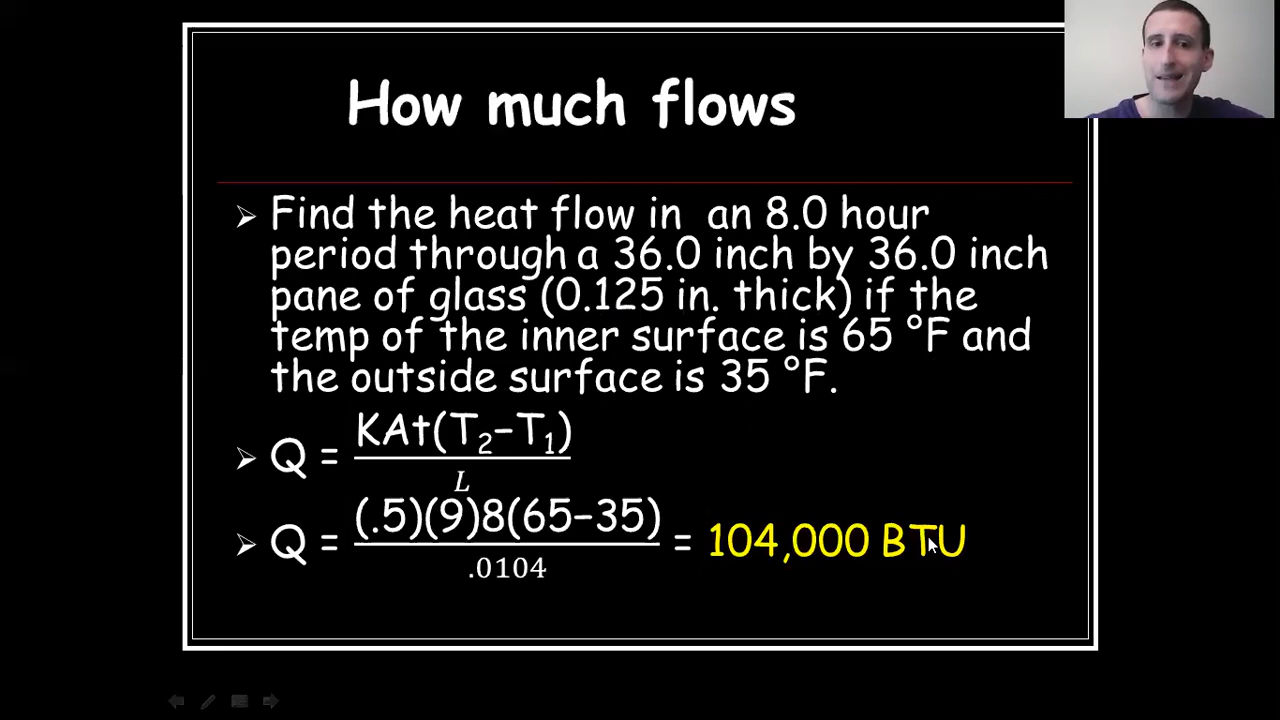 How much flows
➢ Find the heat flow in an 8.0 hour
period through a 36.0 inch by 36.0 inch
pane of glass (0.125 in. thick) if the
temp of the inner surface is 65 °F and
the outside surface is 35 °F.
➢ Q = KAt(T₂−T₁)
L
➢ Q = (.5)(9)8(65−35) = 104,000 BTU
.0104